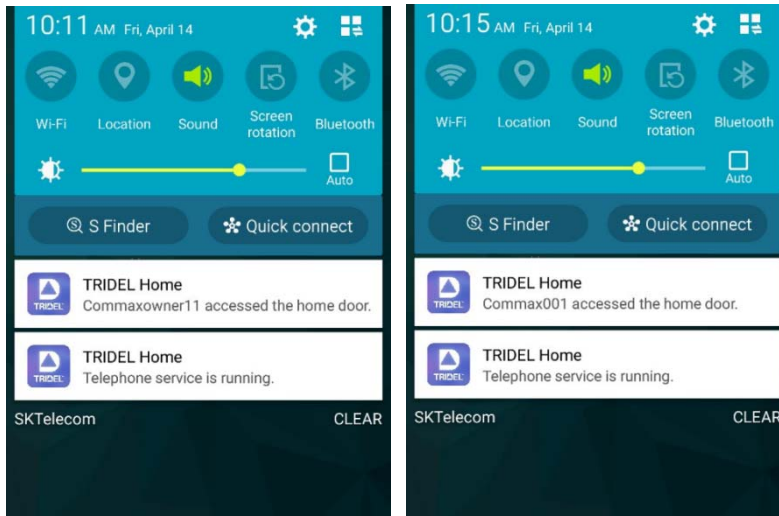 10:11 AM Fri, April 14
Wi-Fi Location Sound Screen rotation Bluetooth
Auto
S Finder Quick connect
TRIDEL Home
Commaxowner11 accessed the home door.
TRIDEL
TRIDEL Home
Telephone service is running.
TRIDEL
SKTelecom CLEAR
10:15 AM Fri, April 14
Wi-Fi Location Sound Screen rotation Bluetooth
Auto
S Finder Quick connect
TRIDEL Home
Commax001 accessed the home door.
TRIDEL
TRIDEL Home
Telephone service is running.
TRIDEL
SKTelecom CLEAR